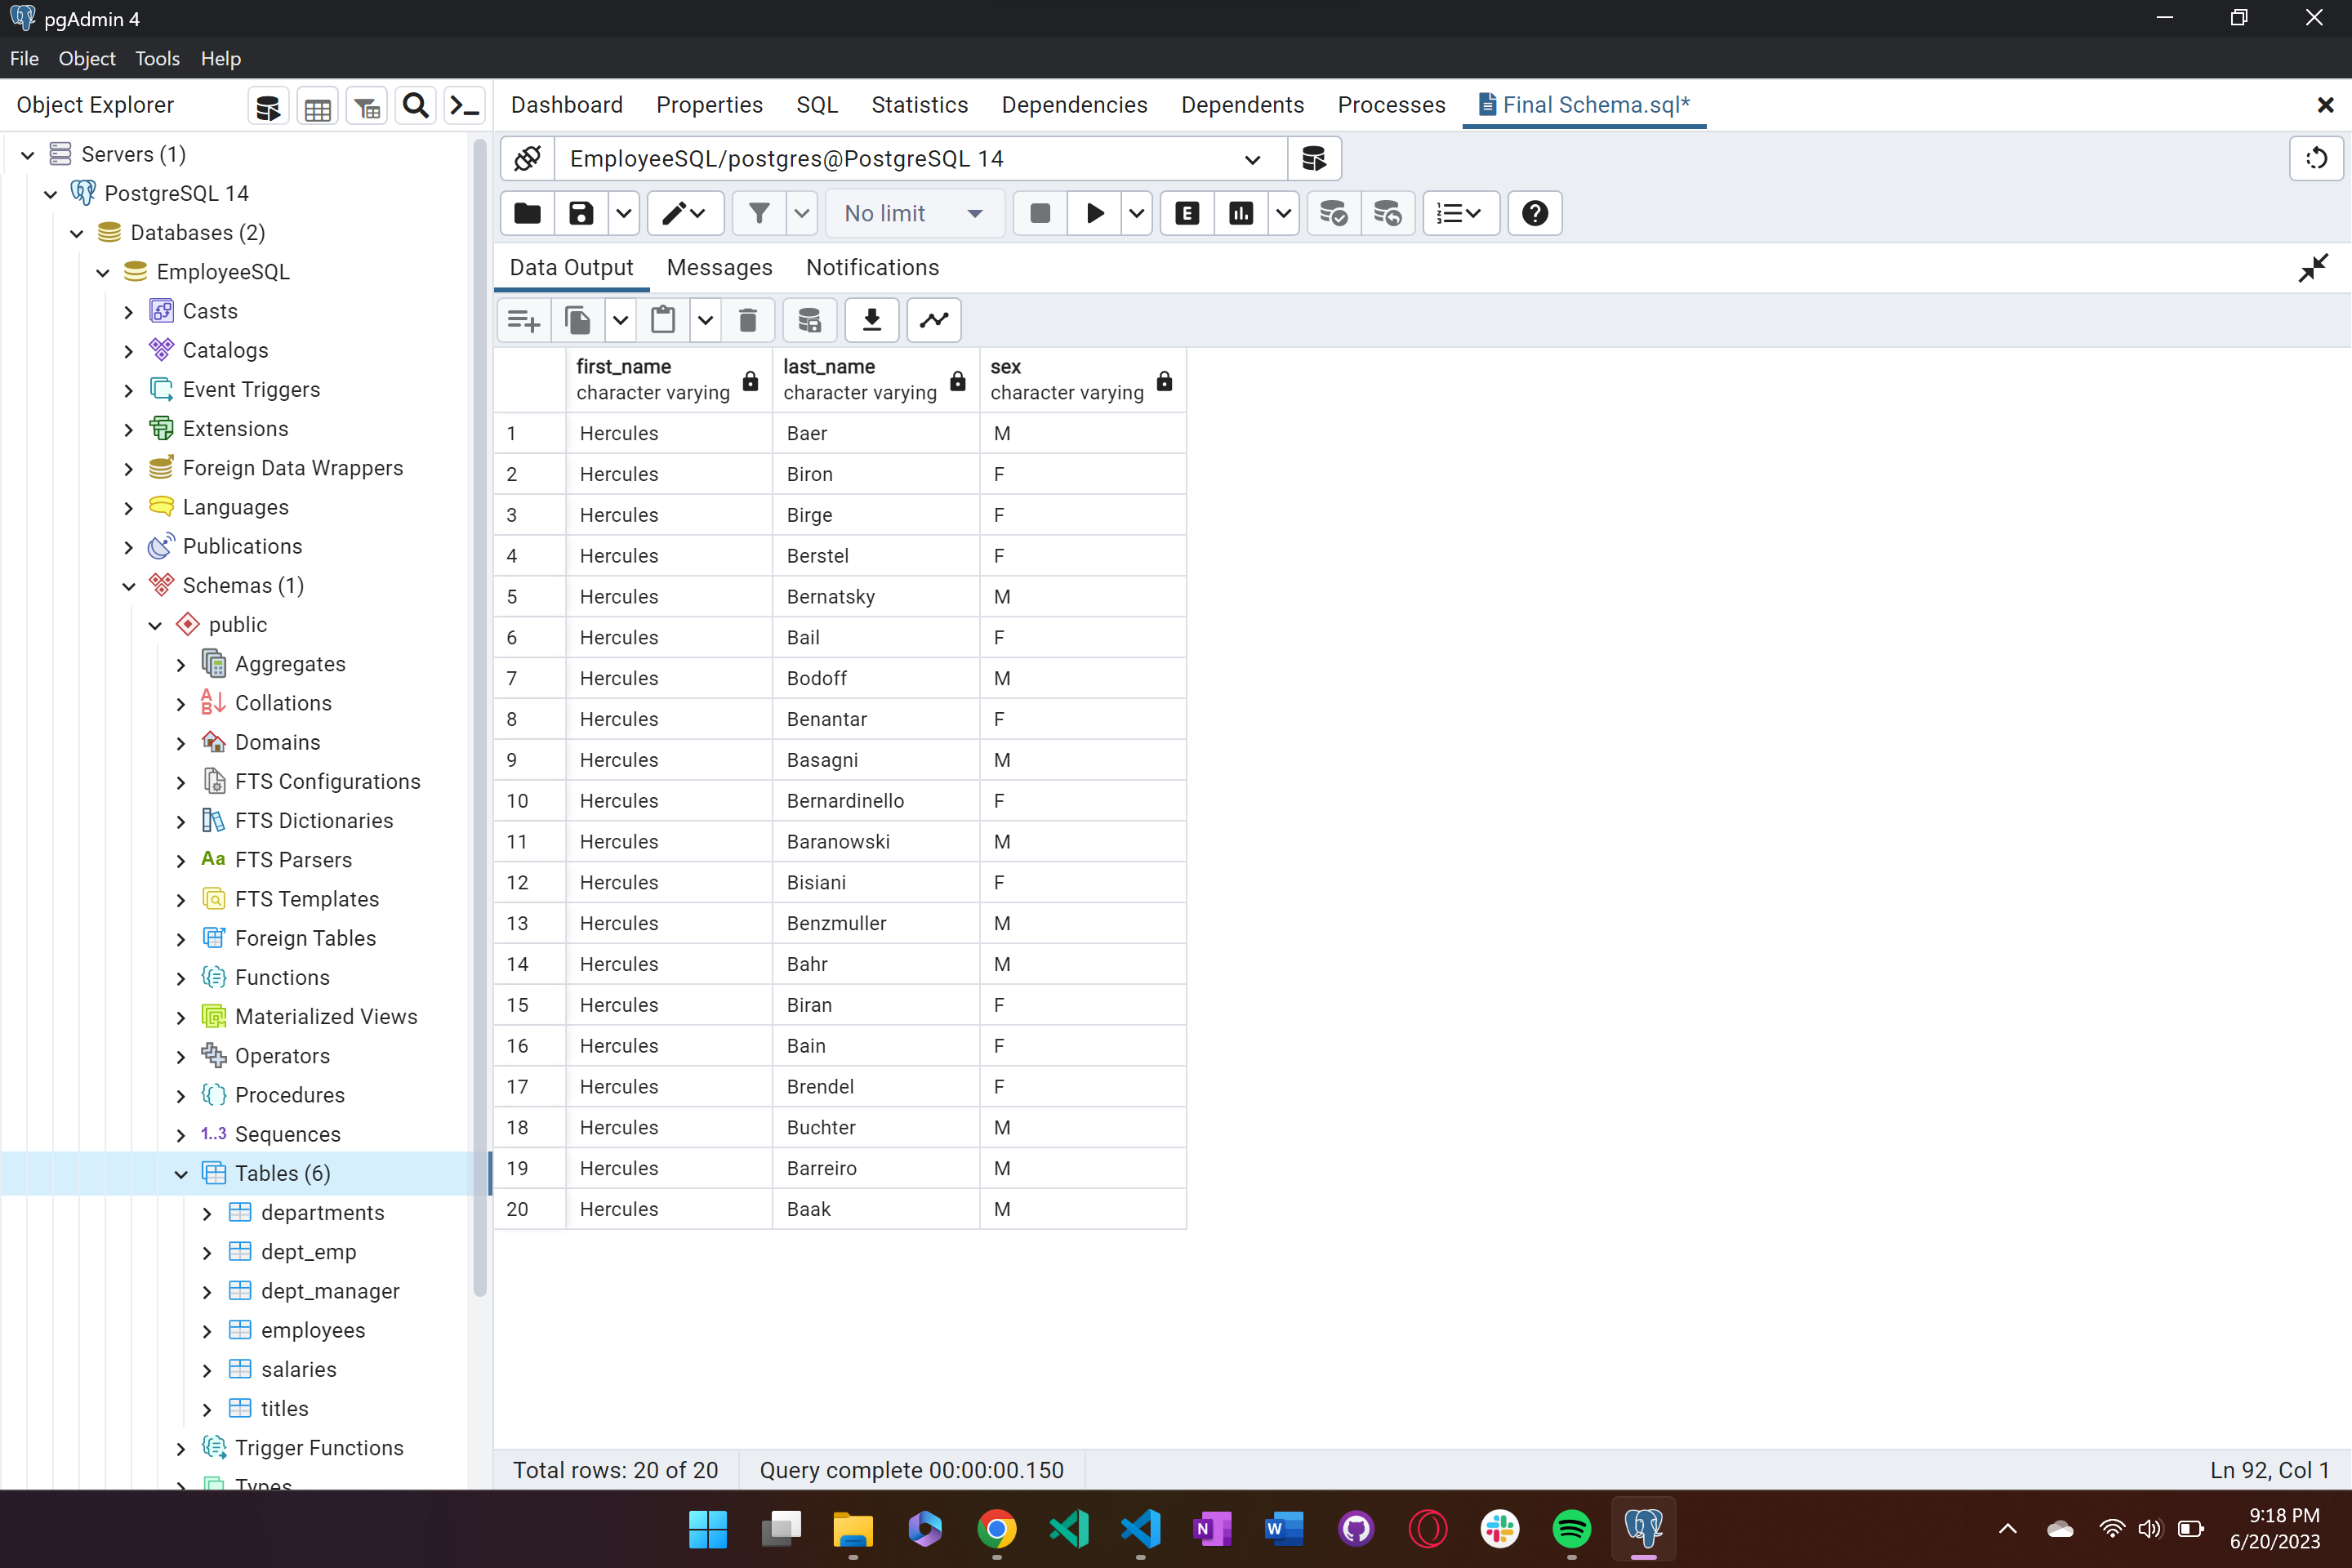 pgAdmin 4
File Object Tools Help
Object Explorer
Dashboard Properties SQL Statistics Dependencies Dependents Processes Final Schema.sql*
Servers (1)
PostgreSQL 14
Databases (2)
EmployeeSQL
Casts
Catalogs
Event Triggers
Extensions
Foreign Data Wrappers
Languages
Publications
Schemas (1)
public
Aggregates
Collations
Domains
FTS Configurations
FTS Dictionaries
Aa FTS Parsers
FTS Templates
Foreign Tables
Functions
Materialized Views
Operators
Procedures
1..3 Sequences
Tables (6)
departments
dept_emp
dept_manager
employees
salaries
titles
Trigger Functions
Types
EmployeeSQL/postgres@PostgreSQL 14
No limit
E
Data Output Messages Notifications
first_name last_name sex
character varying character varying character varying
1 Hercules Baer M
2 Hercules Biron F
3 Hercules Birge F
4 Hercules Berstel F
5 Hercules Bernatsky M
6 Hercules Bail F
7 Hercules Bodoff M
8 Hercules Benantar F
9 Hercules Basagni M
10 Hercules Bernardinello F
11 Hercules Baranowski M
12 Hercules Bisiani F
13 Hercules Benzmuller M
14 Hercules Bahr M
15 Hercules Biran F
16 Hercules Bain F
17 Hercules Brendel F
18 Hercules Buchter M
19 Hercules Barreiro M
20 Hercules Baak M
Total rows: 20 of 20 Query complete 00:00:00.150 Ln 92, Col 1
N W
9:18 PM
6/20/2023